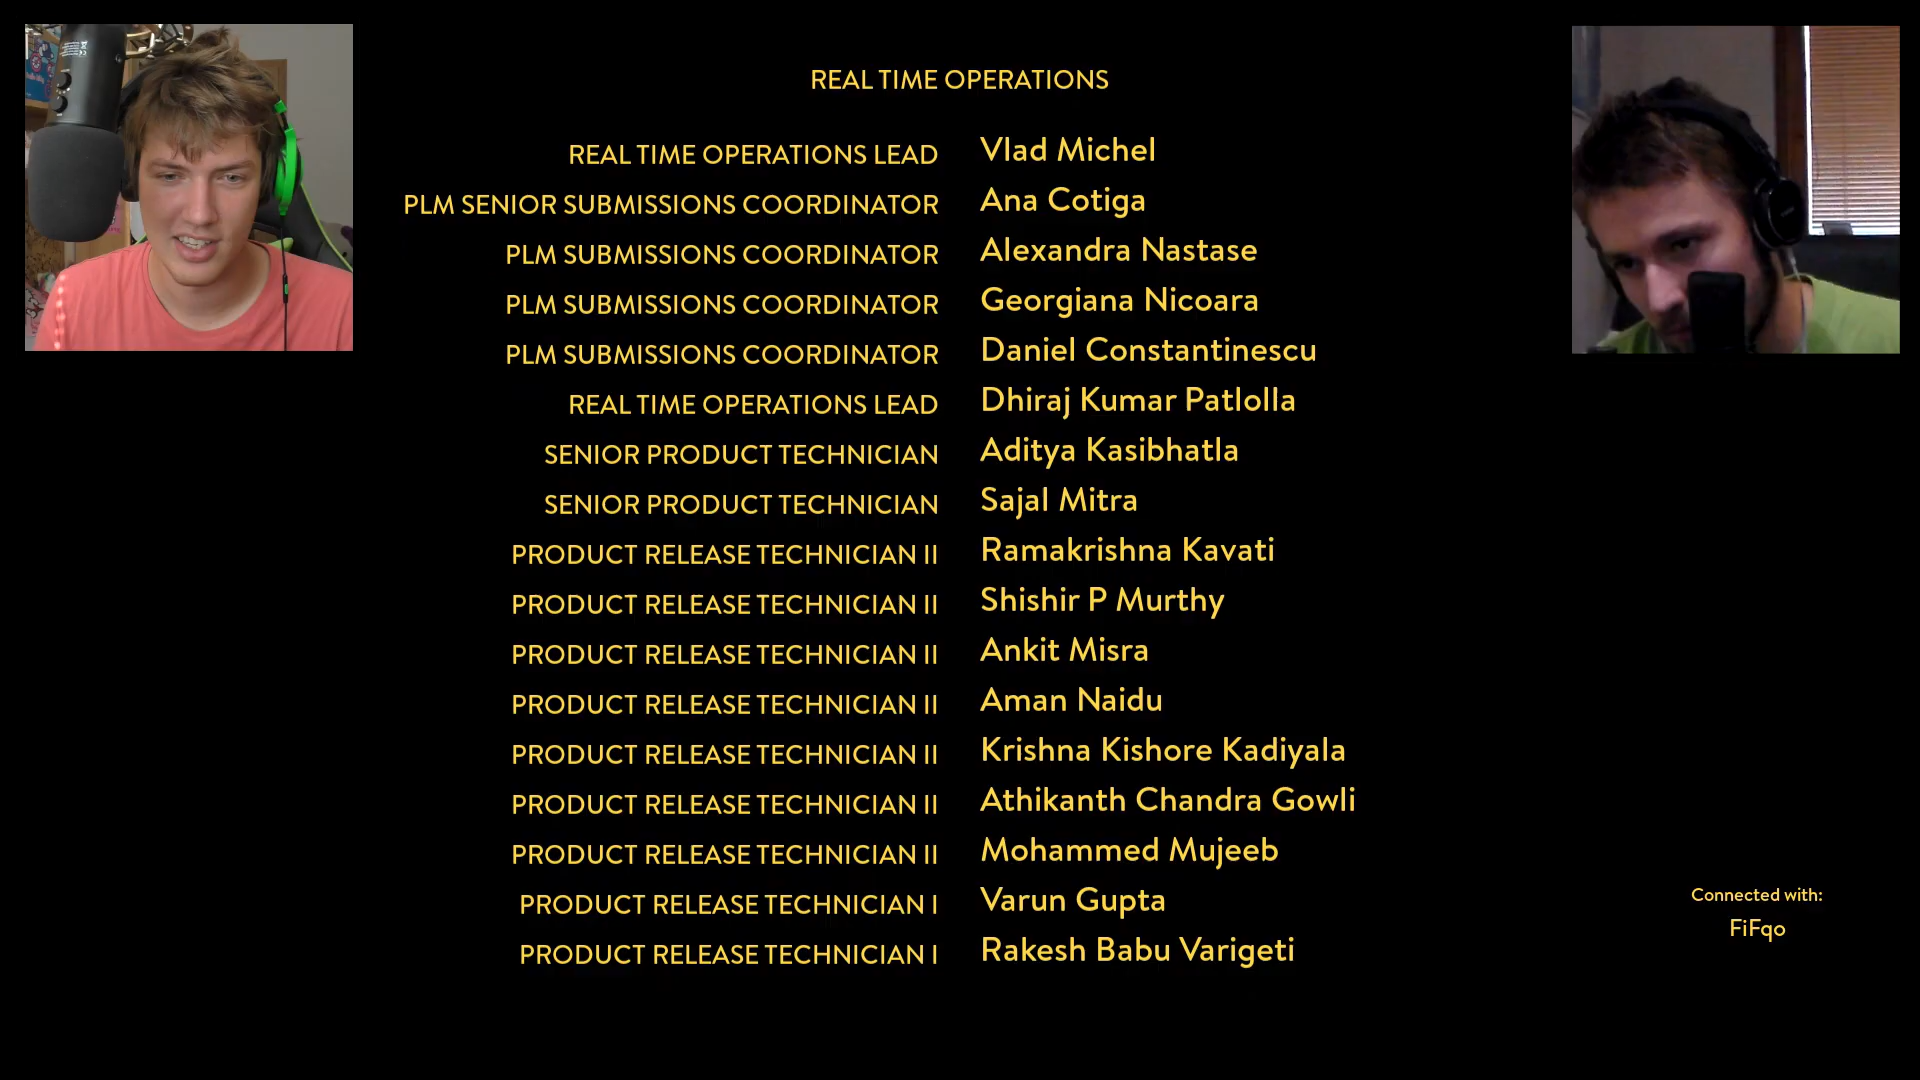 REAL TIME OPERATIONS
REAL TIME OPERATIONS LEAD Vlad Michel
PLM SENIOR SUBMISSIONS COORDINATOR Ana Cotiga
PLM SUBMISSIONS COORDINATOR Alexandra Nastase
PLM SUBMISSIONS COORDINATOR Georgiana Nicoara
PLM SUBMISSIONS COORDINATOR Daniel Constantinescu
REAL TIME OPERATIONS LEAD Dhiraj Kumar Patlolla
SENIOR PRODUCT TECHNICIAN Aditya Kasibhatla
SENIOR PRODUCT TECHNICIAN Sajal Mitra
PRODUCT RELEASE TECHNICIAN II Ramakrishna Kavati
PRODUCT RELEASE TECHNICIAN II Shishir P Murthy
PRODUCT RELEASE TECHNICIAN II Ankit Misra
PRODUCT RELEASE TECHNICIAN II Aman Naidu
PRODUCT RELEASE TECHNICIAN II Krishna Kishore Kadiyala
PRODUCT RELEASE TECHNICIAN II Athikanth Chandra Gowli
PRODUCT RELEASE TECHNICIAN II Mohammed Mujeeb
PRODUCT RELEASE TECHNICIAN I Varun Gupta
PRODUCT RELEASE TECHNICIAN I Rakesh Babu Varigeti
Connected with:
FiFqo